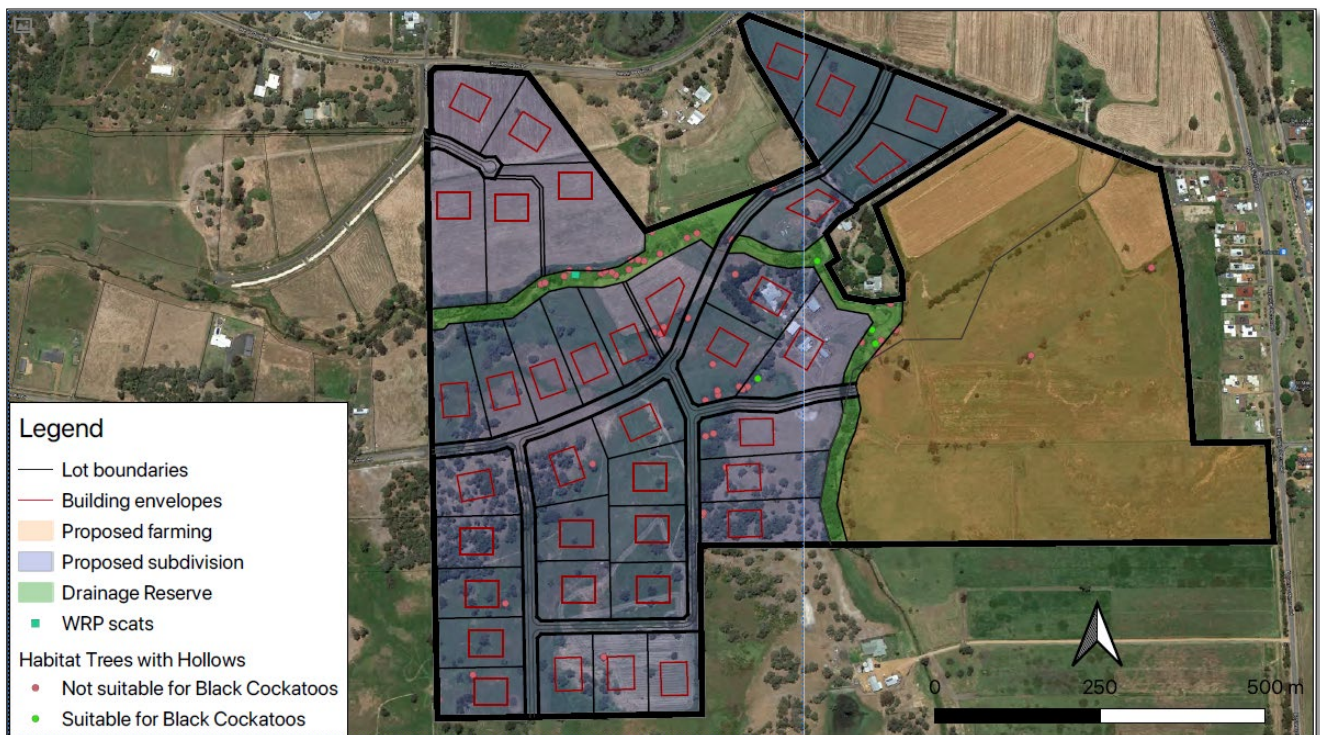 Legend
Lot boundaries
Building envelopes
Proposed farming
Proposed subdivision
Drainage Reserve
WRP scats
Habitat Trees with Hollows
Not suitable for Black Cockatoos
Suitable for Black Cockatoos
0 250 500 m